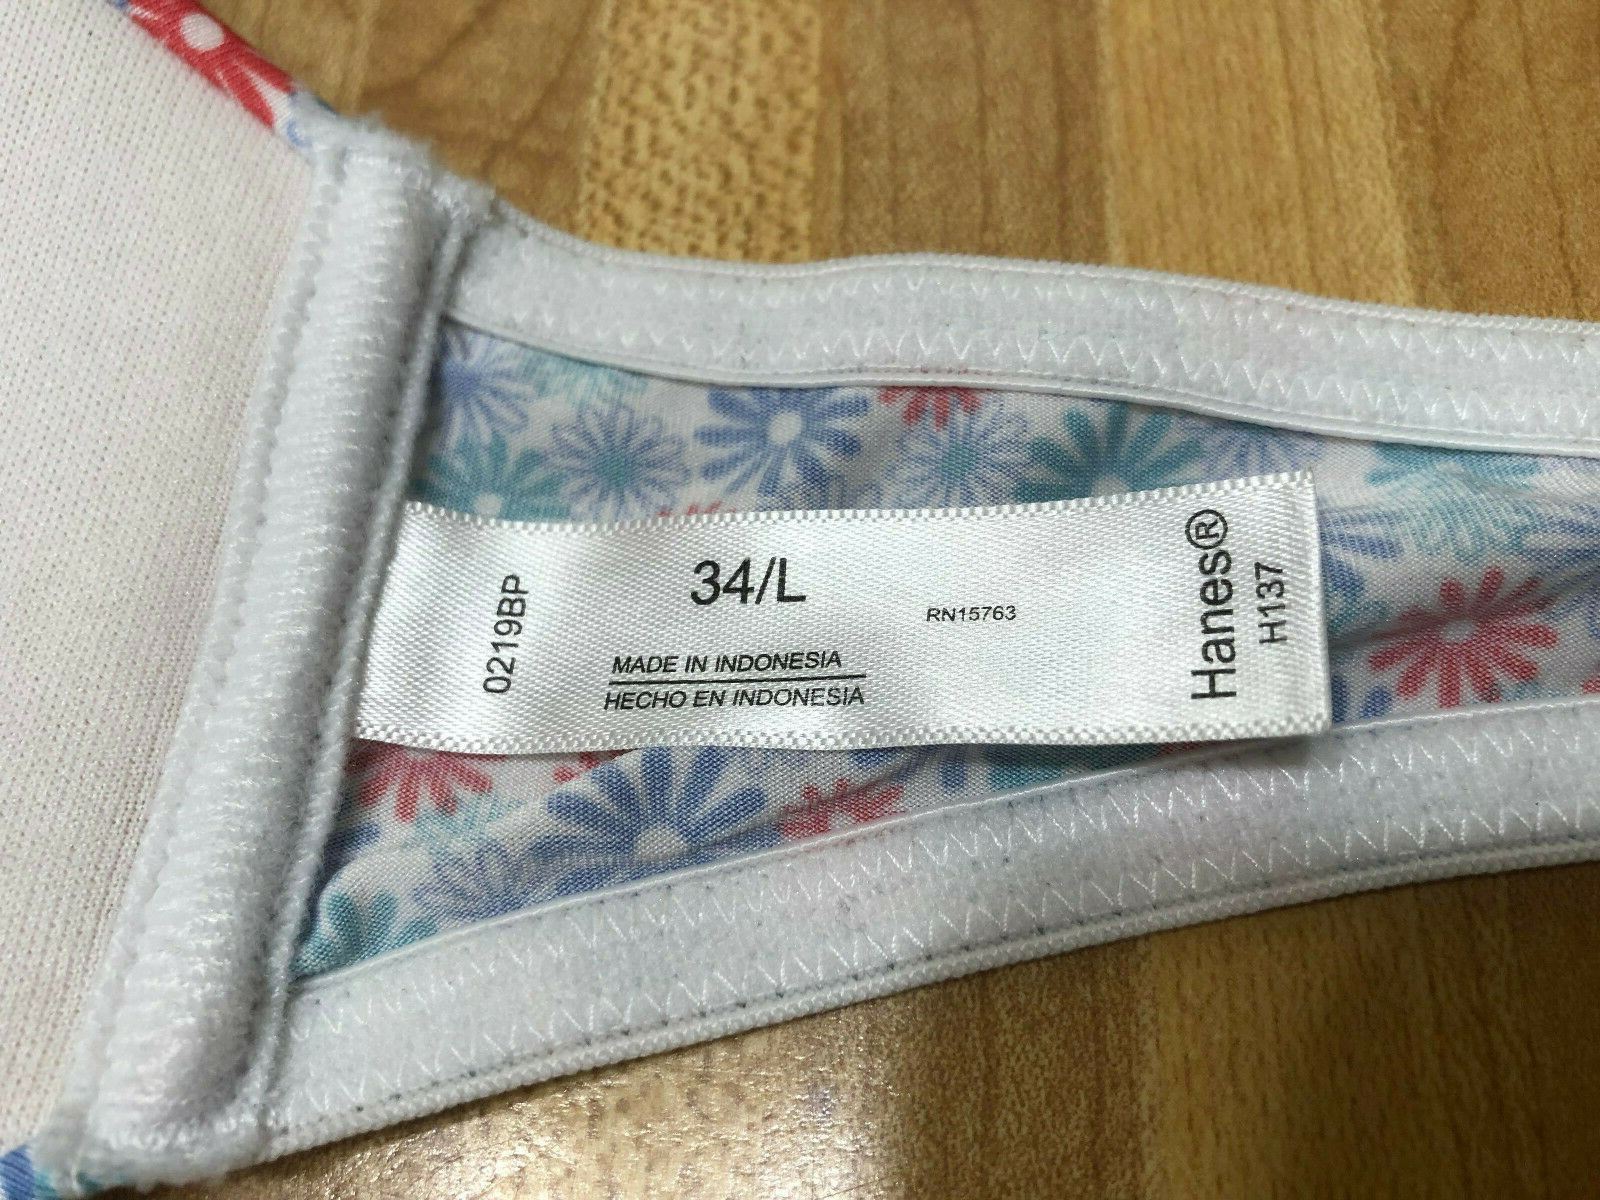 0219BP
34/L
MADE IN INDONESIA
HECHO EN INDONESIA
RN15763
Hanes®
H137